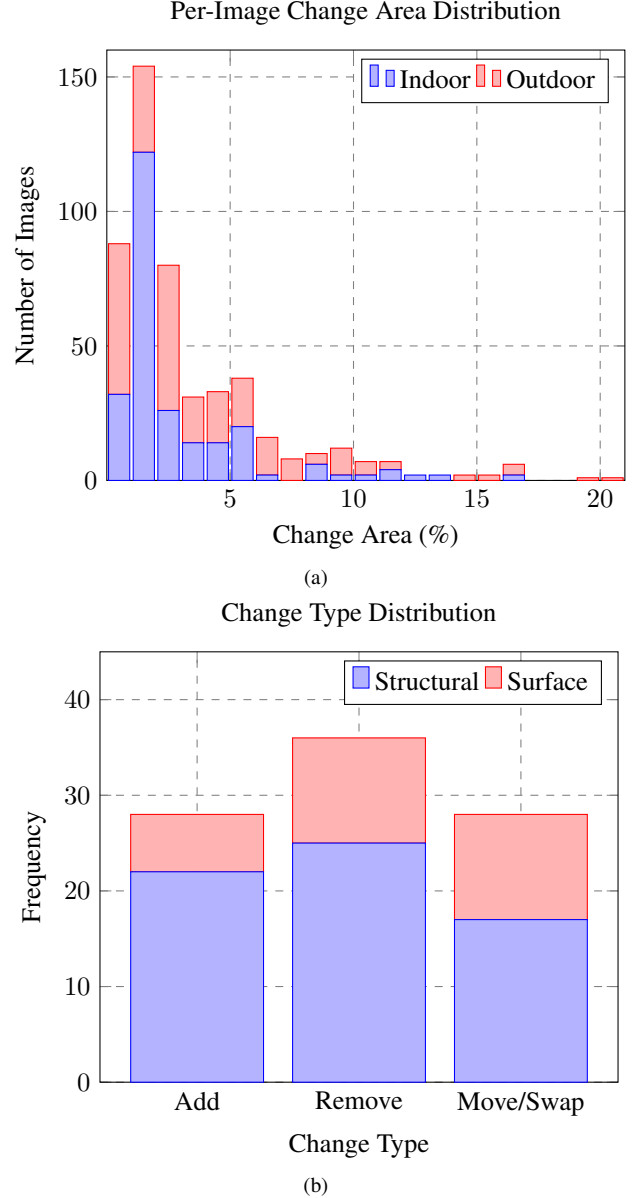 Per-Image Change Area Distribution
Indoor Outdoor
150
100
50
0
Number of Images
5 10 15 20
Change Area (%)
(a)
Change Type Distribution
Structural Surface
40
30
20
10
0
Frequency
Add Remove Move/Swap
Change Type
(b)